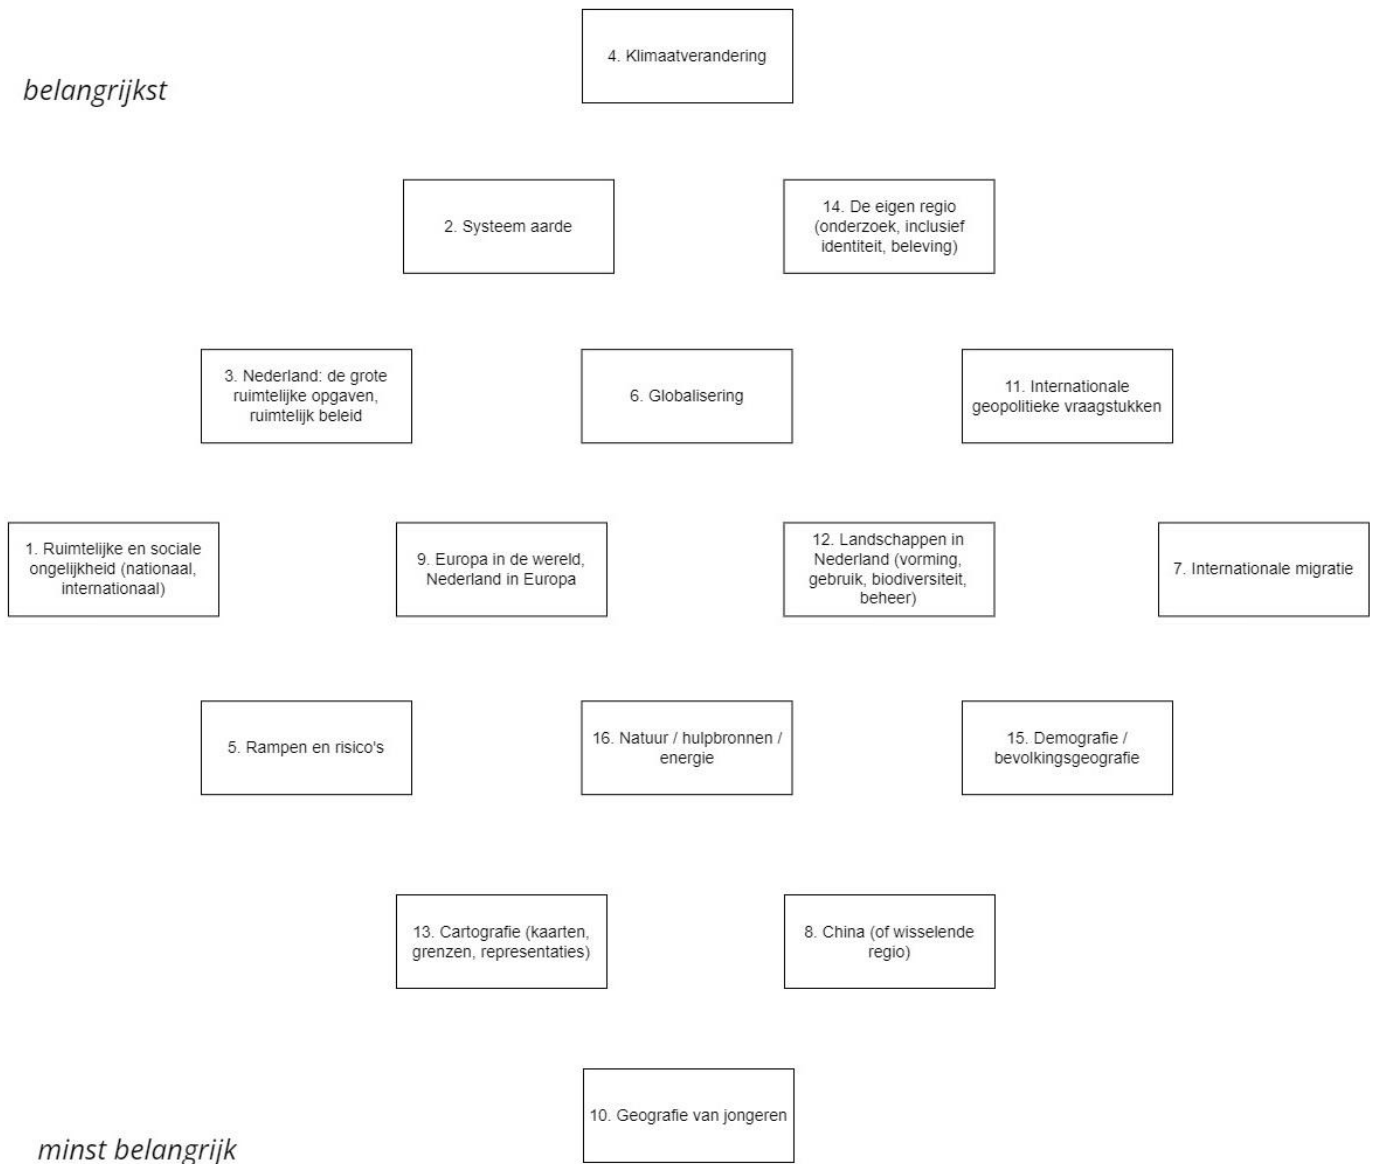 4. Klimaatverandering
belangrijkst
2. Systeem aarde
14. De eigen regio
(onderzoek, inclusief
identiteit, beleving)
3. Nederland: de grote
ruimtelijke opgaven,
ruimtelijk beleid
6. Globalisering
11. Internationale
geopolitieke vraagstukken
1. Ruimtelijke en sociale
ongelijkheid (nationaal,
internationaal)
9. Europa in de wereld,
Nederland in Europa
12. Landschappen in
Nederland (vorming,
gebruik, biodiversiteit,
beheer)
7. Internationale migratie
5. Rampen en risico's
16. Natuur / hulpbronnen /
energie
15. Demografie /
bevolkingsgeografie
13. Cartografie (kaarten,
grenzen, representaties)
8. China (of wisselende
regio)
10. Geografie van jongeren
minst belangrijk